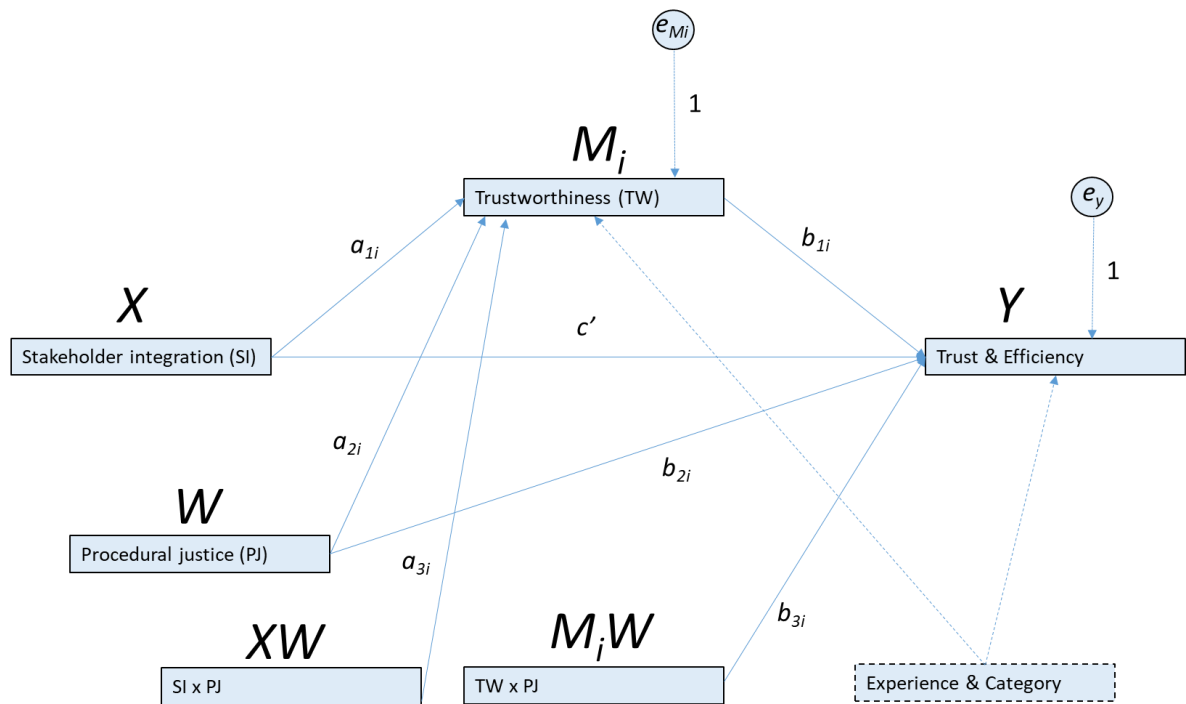 e_Mi
1
M_i
Trustworthiness (TW)
e_y
a_1i
b_1i
1
X
c’
Y
Stakeholder integration (SI)
Trust & Efficiency
a_2i
b_2i
W
Procedural justice (PJ)
a_3i
b_3i
XW
M_iW
SI x PJ
TW x PJ
Experience & Category